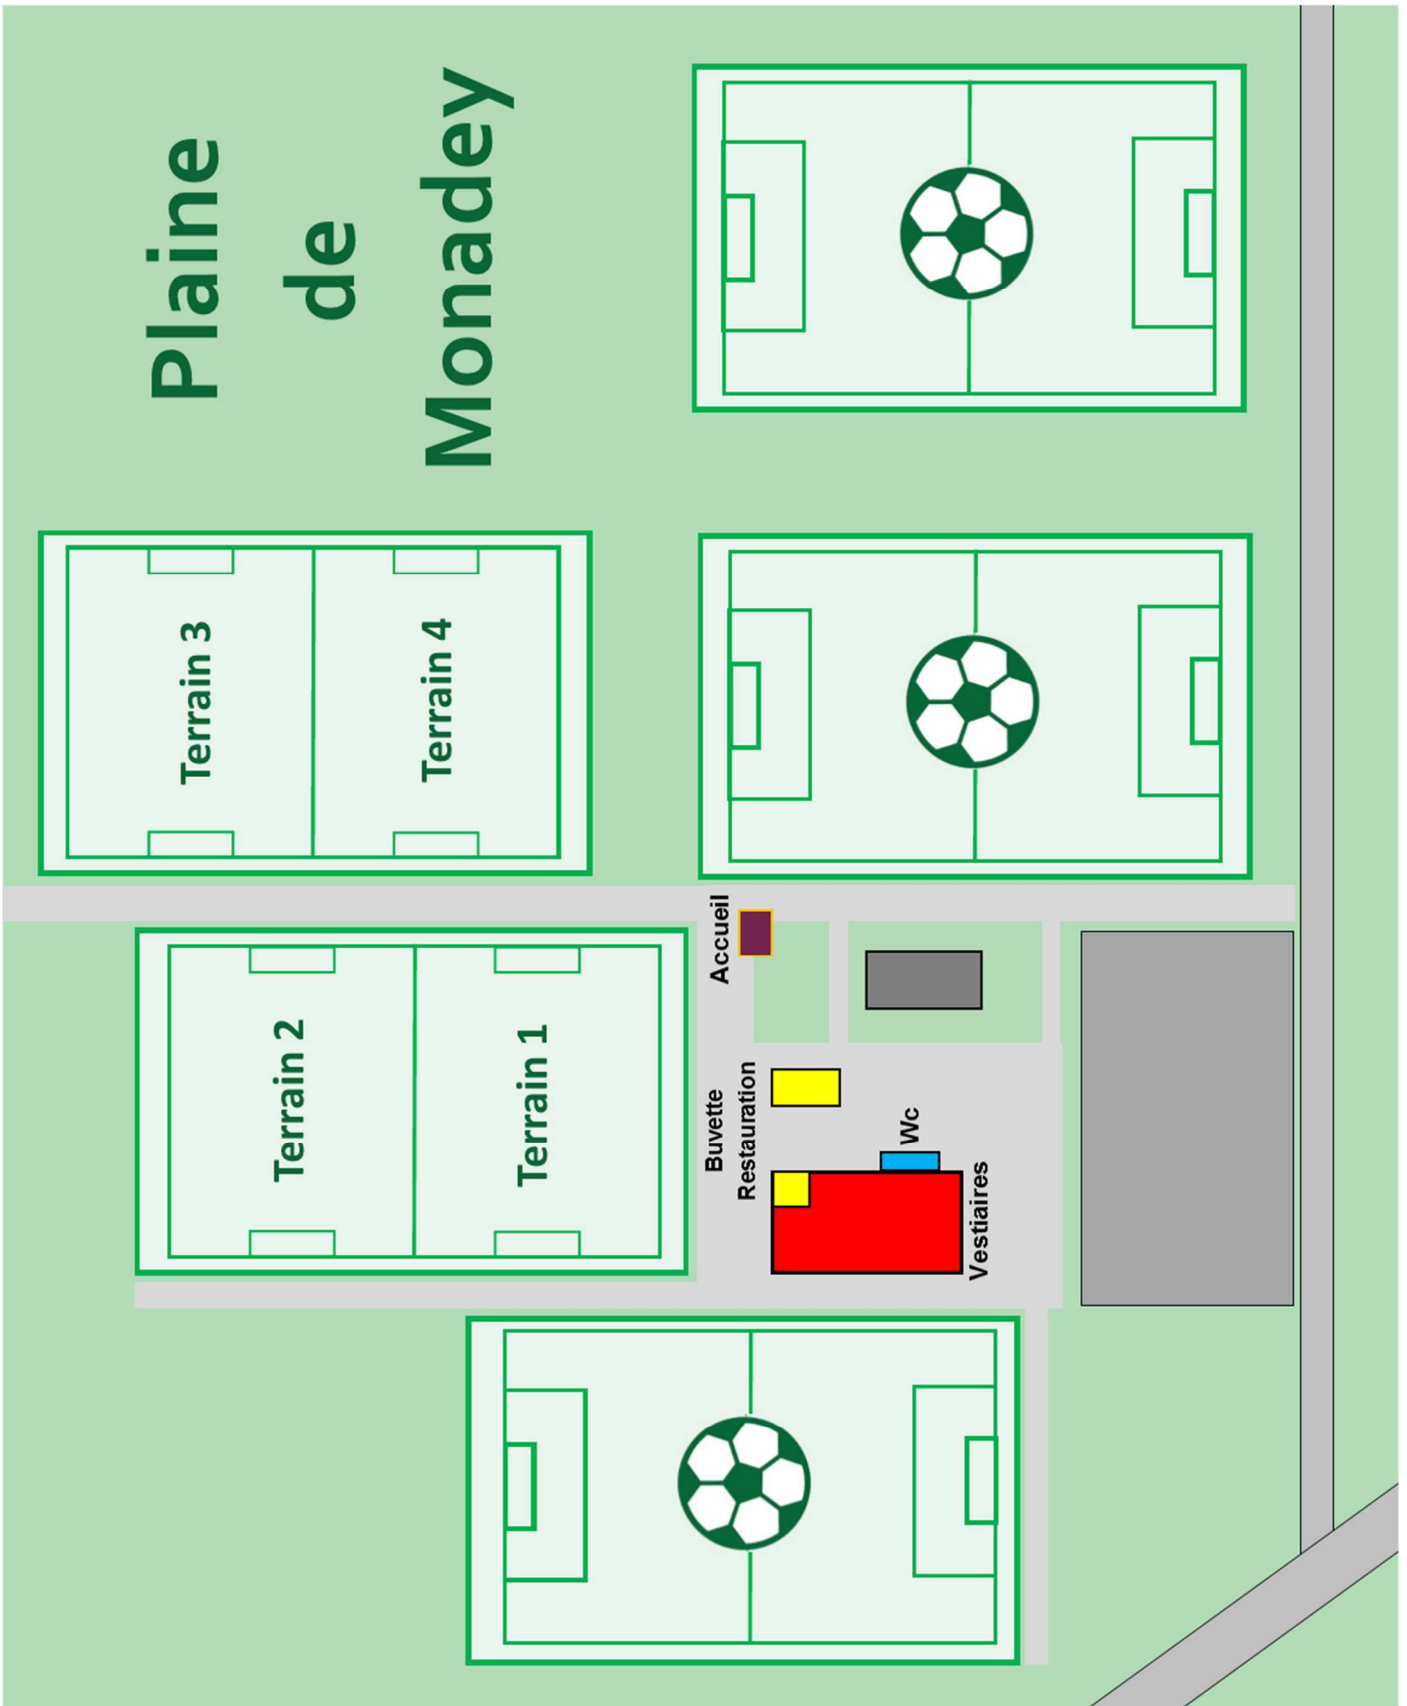 Plaine
de
Monadey
Terrain 3
Terrain 4
Terrain 2
Terrain 1
Accueil
Buvette
Restauration
Wc
Vestiaires